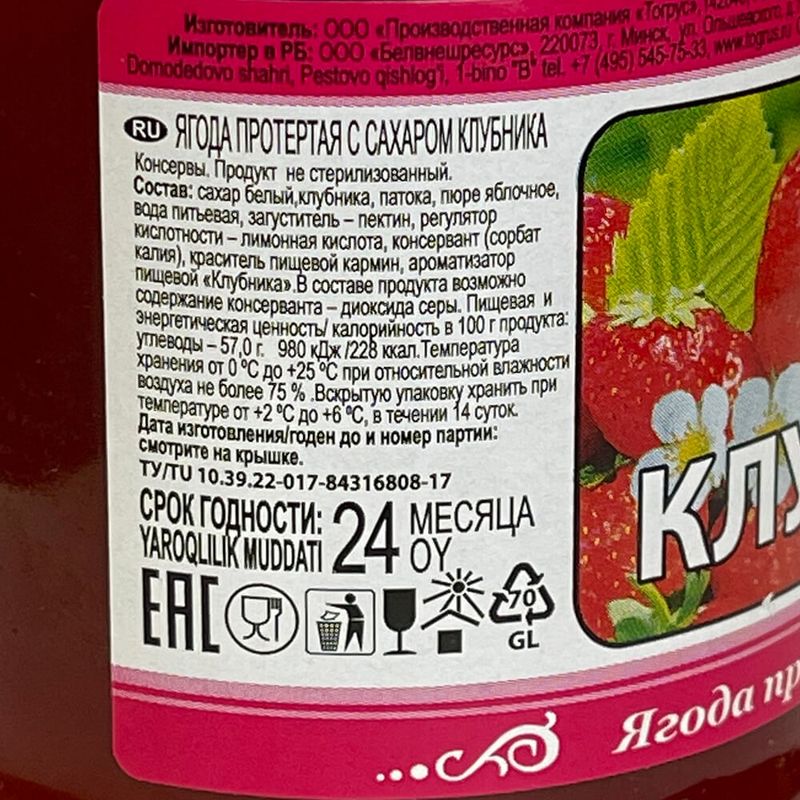 Изготовитель: ООО «Производственная компания «Тогрус»,
Импортер в РБ: ООО «Белвнешресурс», 220073, г. Минск, ул. Ольшевского, д.
Domodedovo shahri, Pestovo qishlog'i, 1-bino "B" tel. +7 (495) 545-75-33, www.togrus.ru
RU ЯГОДА ПРОТЕРТАЯ С САХАРОМ КЛУБНИКА
Консервы. Продукт не стерилизованный.
Состав: сахар белый,клубника, патока, пюре яблочное,
вода питьевая, загуститель – пектин, регулятор
кислотности – лимонная кислота, консервант (сорбат
калия), краситель пищевой кармин, ароматизатор
пищевой «Клубника».В составе продукта возможно
содержание консерванта – диоксида серы. Пищевая и
энергетическая ценность/ калорийность в 100 г продукта:
углеводы – 57,0 г. 980 кДж /228 ккал.Температура
хранения от 0 °С до +25 °С при относительной влажности
воздуха не более 75 % .Вскрытую упаковку хранить при
температуре от +2 °С до +6 °С, в течении 14 суток.
Дата изготовления/годен до и номер партии:
смотрите на крышке.
ТУ/TU 10.39.22-017-84316808-17
СРОК ГОДНОСТИ: 24 МЕСЯЦА
YAROQLILIK MUDDATI OY
EAC
70
GL
КЛУ
Ягода пр